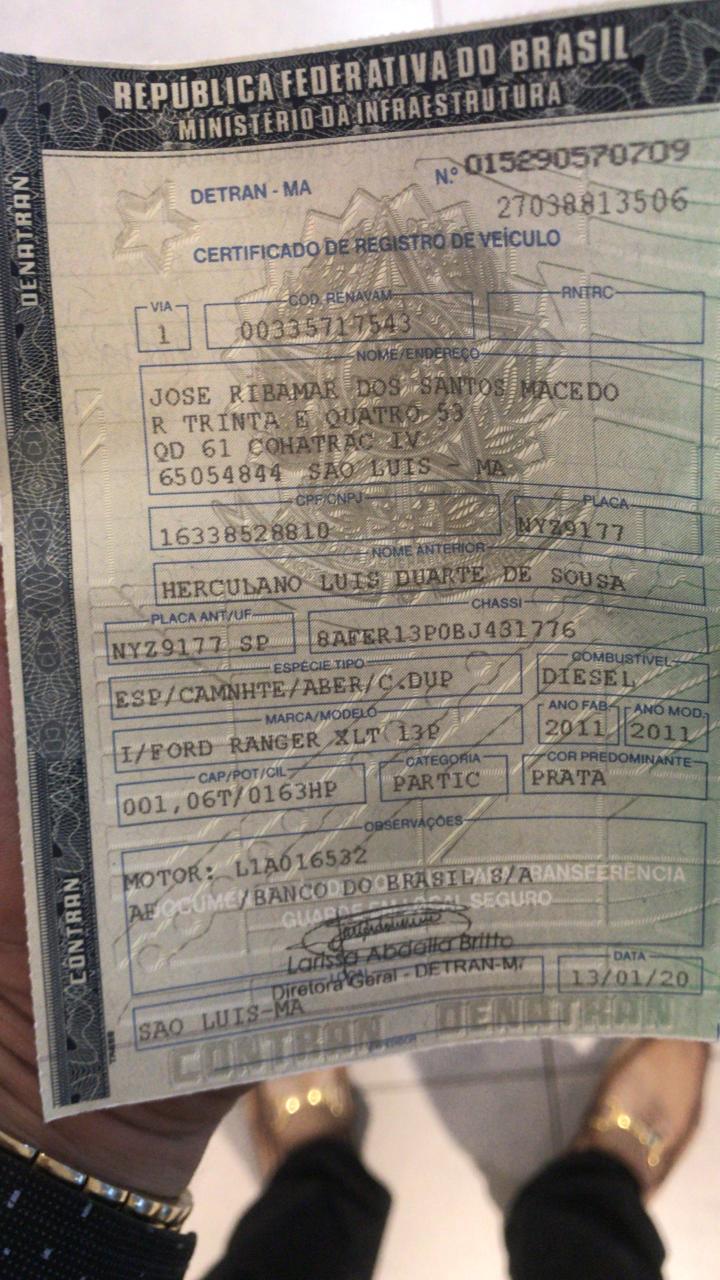 REPÚBLICA FEDERATIVA DO BRASIL
MINISTÉRIO DA INFRAESTRUTURA
DENATRAN
DETRAN - MA
N.º 015290570709
27038813506
CERTIFICADO DE REGISTRO DE VEÍCULO
VIA
1
CÓD. RENAVAM
00335717543
RNTRC
NOME/ENDEREÇO
JOSE RIBAMAR DOS SANTOS MACEDO
R TRINTA E QUATRO 53
QD 61 COHATRAC IV
65054844 SAO LUIS - MA
CPF/CNPJ
16338528810
PLACA
NYZ9177
NOME ANTERIOR
HERCULANO LUIS DUARTE DE SOUSA
PLACA ANT/UF
NYZ9177 SP
CHASSI
8AFER13P0BJ431776
ESPÉCIE TIPO
ESP/CAMNHTE/ABER/C.DUP
COMBUSTÍVEL
DIESEL
MARCA/MODELO
I/FORD RANGER XLT 13P
ANO FAB.
2011
ANO MOD.
2011
CAP/POT/CIL
001,06T/0163HP
CATEGORIA
PARTIC
COR PREDOMINANTE
PRATA
OBSERVAÇÕES
MOTOR: L1A016532
AF /BANCO DO BRASIL S/A
PARA TRANSFERÊNCIA
GUARDE EM LOCAL SEGURO
Larissa Abdalla Britto
Diretora Geral - DETRAN-MA
LOCAL
SAO LUIS-MA
DATA
13/01/20
CONTRAN
CONTRAN DENATRAN